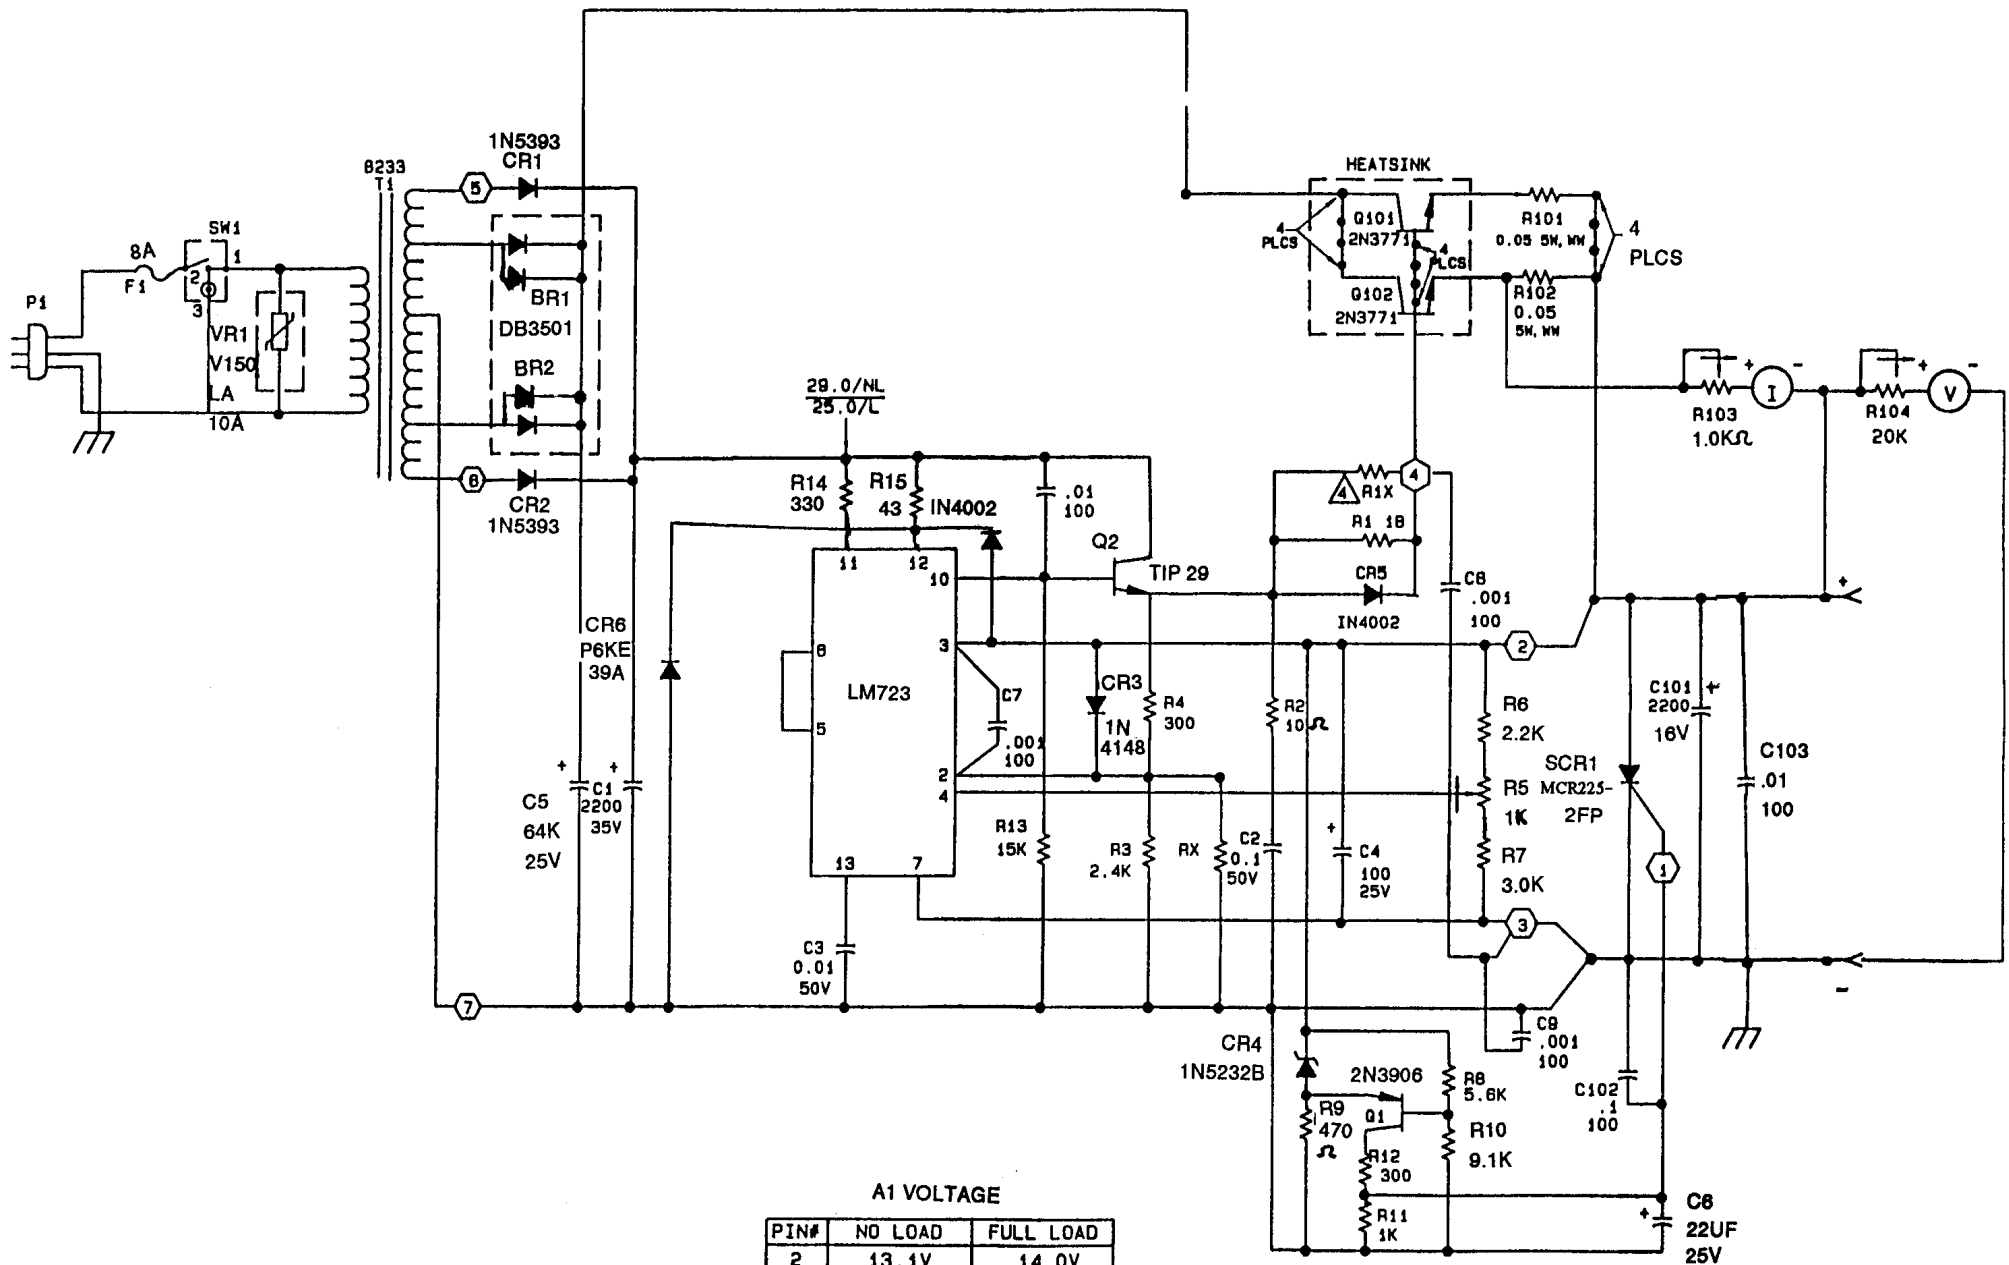 1N5393
CR1
8233
T1
5
HEATSINK
SW1
1
8A
F1
2
3
P1
VR1
V150
LA
10A
BR1
DB3501
BR2
6
CR2
1N5393
4
PLCS
Q101
2N3771
4
PLCS
Q102
2N3771
R101
0.05 5W, WW
4
PLCS
R102
0.05
5W, WW
+
I
-
R103
1.0KΩ
+
V
-
R104
20K
29.0/NL
25.0/L
R14
330
R15
43
IN4002
.01
100
4
R1X
4
R1 18
Q2
TIP 29
CR5
IN4002
C8
.001
100
11
12
10
3
6
5
2
4
13
7
LM723
CR6
P6KE
39A
C7
.001
100
CR3
1N
4148
R4
300
R2
10 Ω
2
+
R6
2.2K
C101
2200
16V
+
C103
.01
100
SCR1
MCR225-
2FP
R5
1K
R7
3.0K
1
+
C5
64K
25V
+
C1
2200
35V
R13
15K
R3
2.4K
RX
C2
0.1
50V
+
C4
100
25V
3
C3
0.01
50V
7
-
C9
.001
100
CR4
1N5232B
2N3906
R8
5.6K
C102
.1
100
R9
470
Ω
Q1
R10
9.1K
R12
300
R11
1K
+
C6
22UF
25V
A1 VOLTAGE
PIN# NO LOAD FULL LOAD
2 13.1V 14.0V